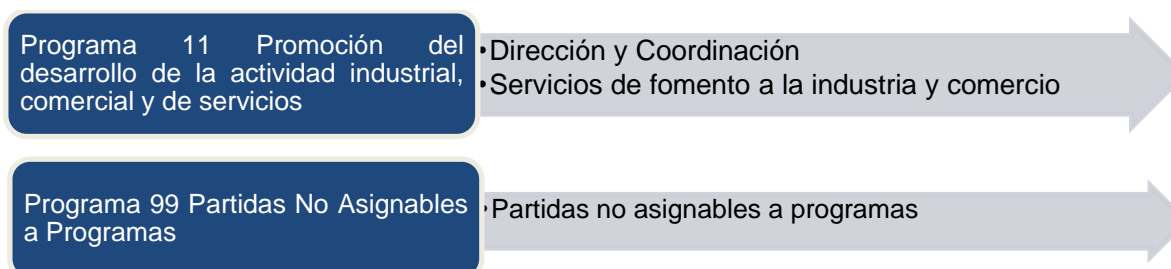 Programa 11 Promoción del
desarrollo de la actividad industrial,
comercial y de servicios
•Dirección y Coordinación
•Servicios de fomento a la industria y comercio
Programa 99 Partidas No Asignables
a Programas
•Partidas no asignables a programas